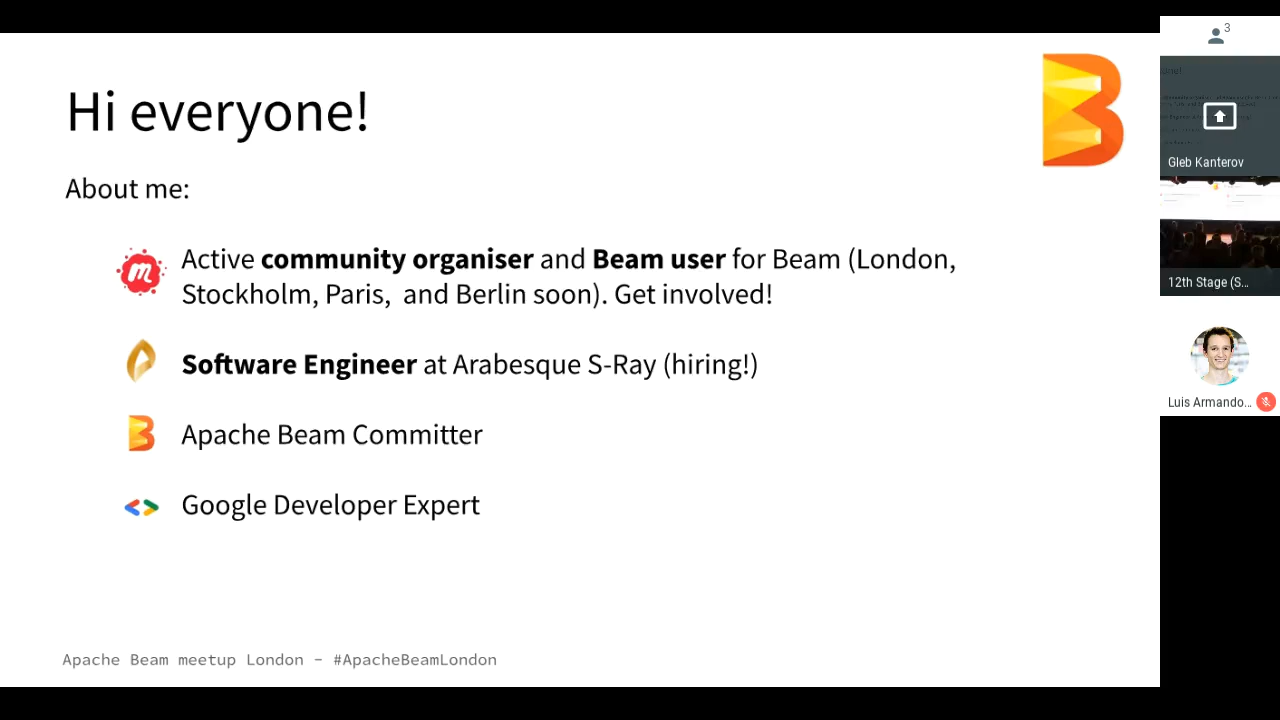 Hi everyone!
About me:
Active community organiser and Beam user for Beam (London,
Stockholm, Paris, and Berlin soon). Get involved!
Software Engineer at Arabesque S-Ray (hiring!)
Apache Beam Committer
Google Developer Expert
Apache Beam meetup London – #ApacheBeamLondon
3
Gleb Kanterov
12th Stage (S...
Luis Armando...